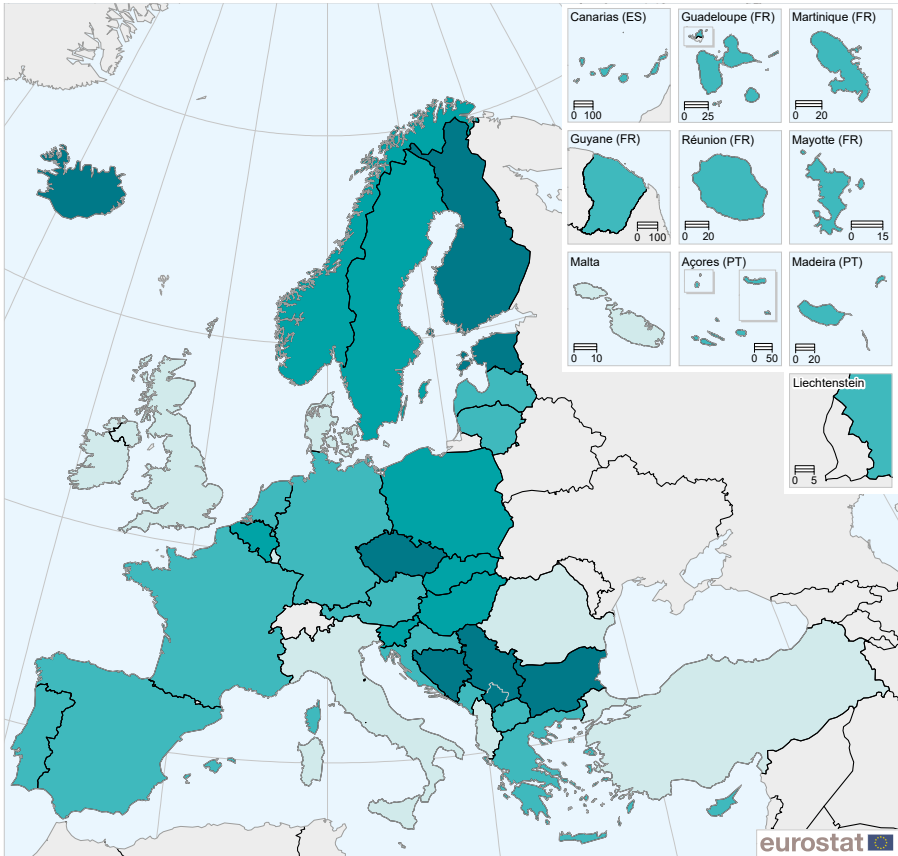 Canarias (ES)
0 100
Guadeloupe (FR)
0 25
Martinique (FR)
0 20
Guyane (FR)
0 100
Réunion (FR)
0 20
Mayotte (FR)
0 15
Malta
0 10
Açores (PT)
0 50
Madeira (PT)
0 20
Liechtenstein
0 5
eurostat